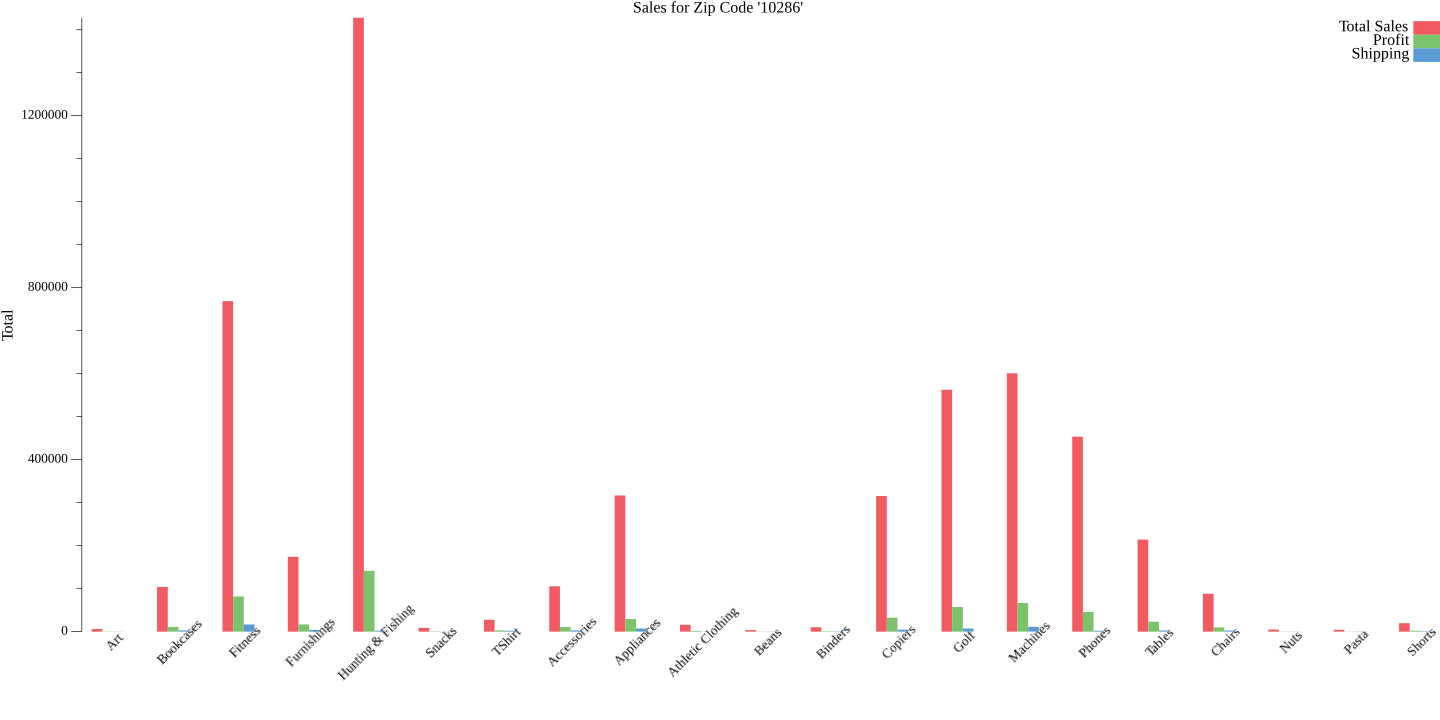 Sales for Zip Code '10286'
Total Sales
Profit
Shipping
1200000
800000
400000
0
Total
Art
Bookcases
Fitness
Furnishings
Hunting & Fishing
Snacks
TShirt
Accessories
Appliances
Athletic Clothing
Beans
Binders
Copiers
Golf
Machines
Phones
Tables
Chairs
Nuts
Pasta
Shorts